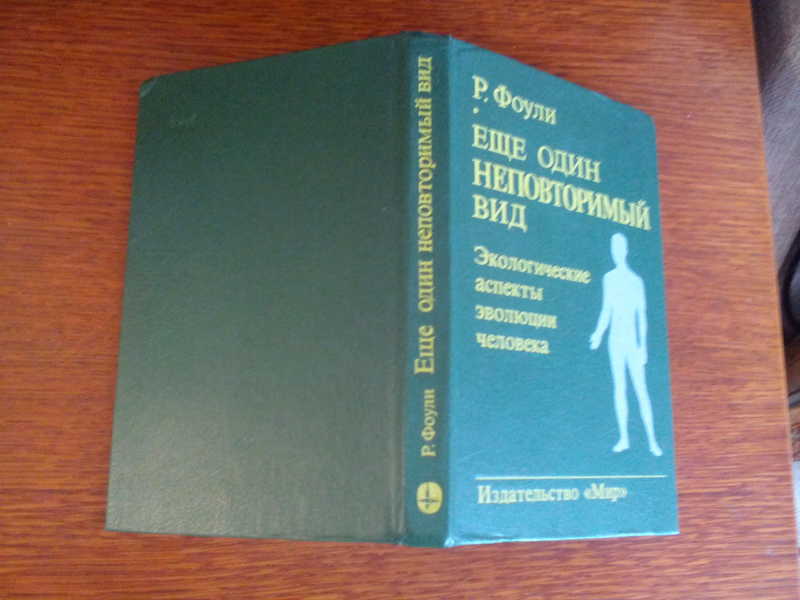 Р. Фоули
ЕЩЕ ОДИН
НЕПОВТОРИМЫЙ
ВИД
Экологические
аспекты
эволюции
человека
Издательство «Мир»
Р. Фоули Еще один неповторимый вид